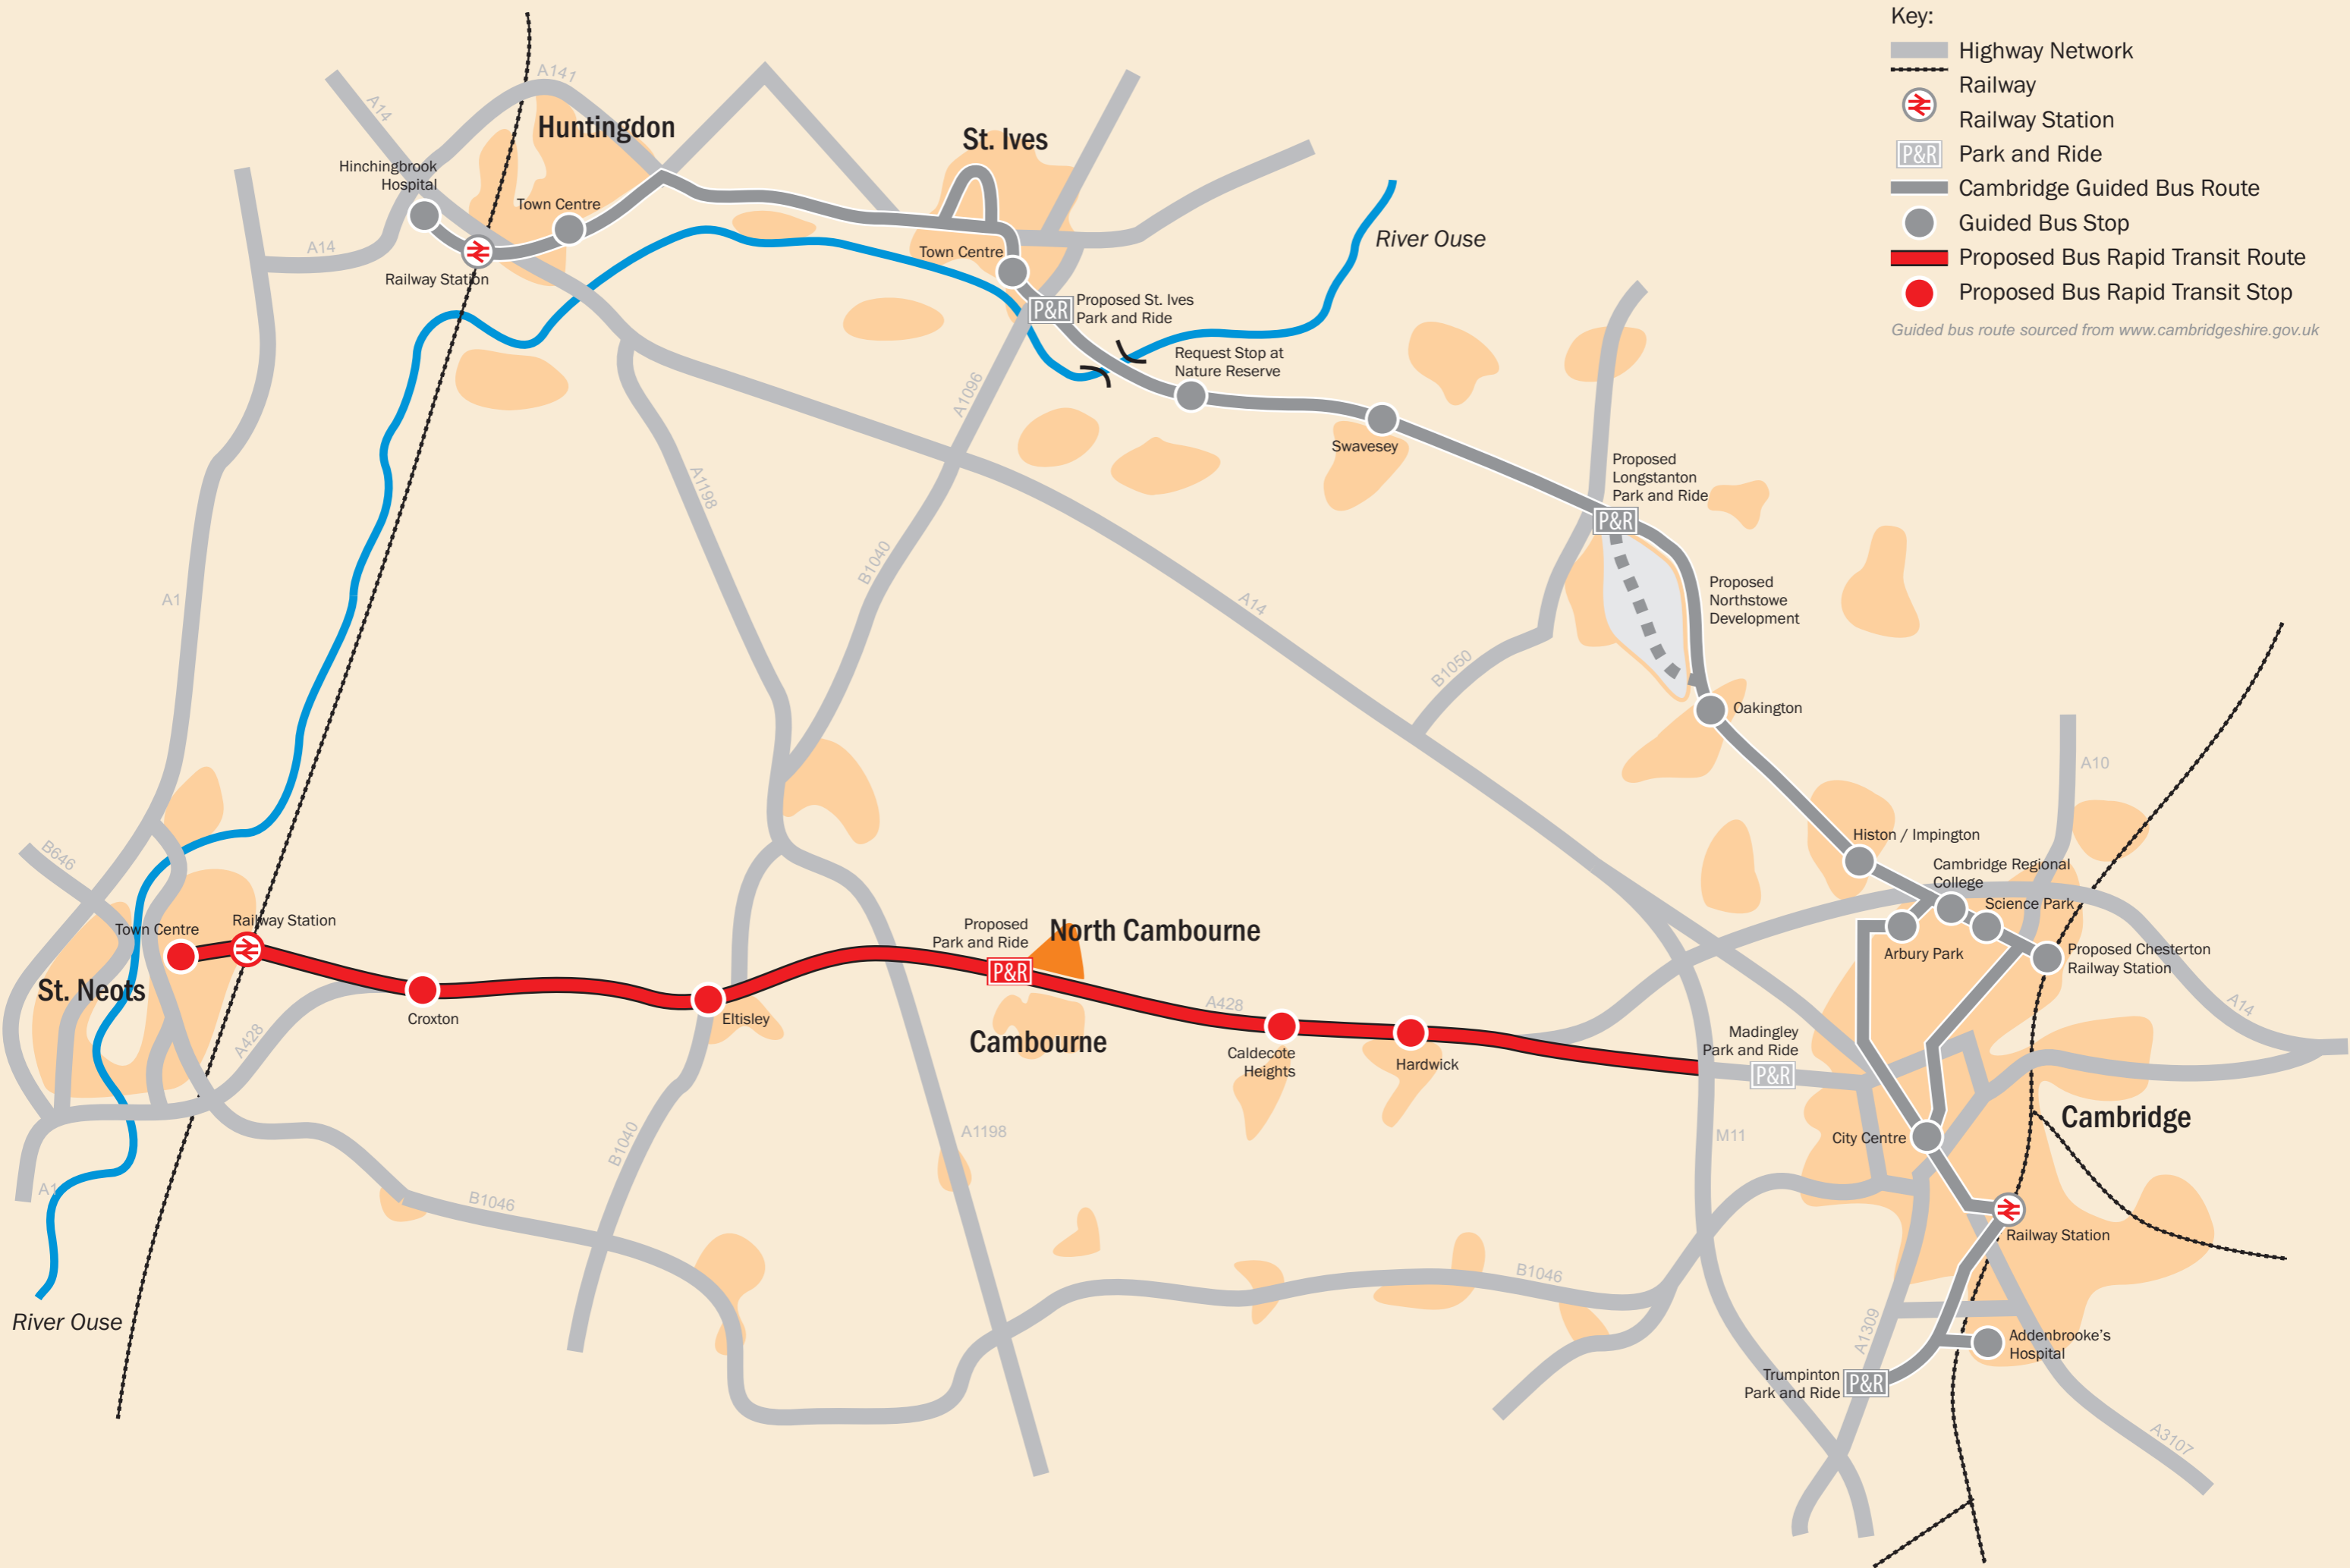 Key:
Highway Network
Railway
Railway Station
P&R Park and Ride
Cambridge Guided Bus Route
Guided Bus Stop
Proposed Bus Rapid Transit Route
Proposed Bus Rapid Transit Stop
Guided bus route sourced from www.cambridgeshire.gov.uk
A141
A14
Huntingdon
St. Ives
Hinchingbrook
Hospital
Town Centre
Railway Station
A14
Town Centre
River Ouse
P&R
Proposed St. Ives
Park and Ride
Request Stop at
Nature Reserve
A1096
Swavesey
A1198
Proposed
Longstanton
Park and Ride
P&R
B1040
A1
A14
Proposed
Northstowe
Development
B1050
Oakington
A10
B646
Histon / Impington
Cambridge Regional
College
Science Park
Arbury Park
Proposed Chesterton
Railway Station
Town Centre
Railway Station
St. Neots
A428
Croxton
Eltisley
Proposed
Park and Ride
P&R
North Cambourne
Cambourne
A428
Caldecote
Heights
Hardwick
Madingley
Park and Ride
P&R
A14
Cambridge
City Centre
M11
B1040
A1198
A1
B1046
Railway Station
B1046
River Ouse
A1309
Addenbrooke's
Hospital
Trumpinton
Park and Ride
P&R
A3107